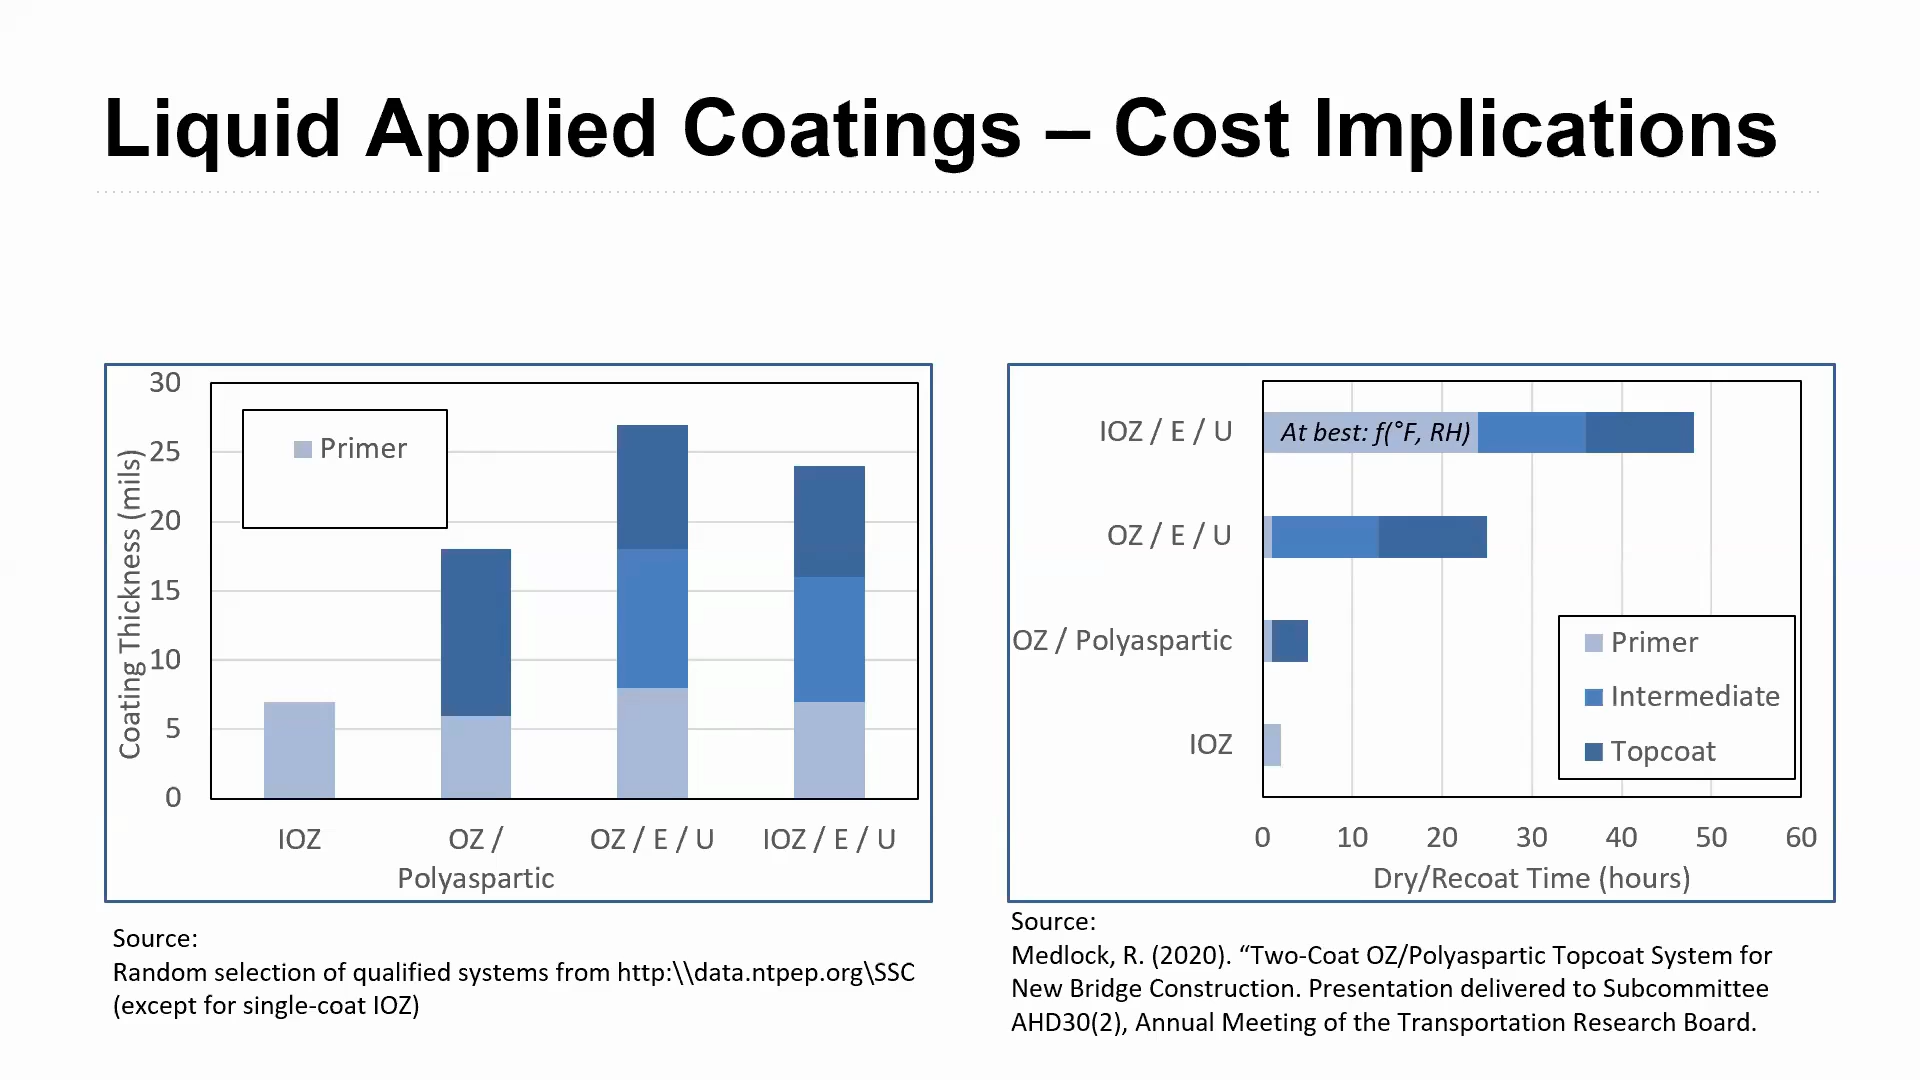 Liquid Applied Coatings – Cost Implications
30
25
20
15
10
5
0
Coating Thickness (mils)
Primer
IOZ
OZ /
Polyaspartic
OZ / E / U
IOZ / E / U
Source:
Random selection of qualified systems from http:\\data.ntpep.org\SSC
(except for single-coat IOZ)
IOZ / E / U
At best: f(°F, RH)
OZ / E / U
OZ / Polyaspartic
IOZ
Primer
Intermediate
Topcoat
0 10 20 30 40 50 60
Dry/Recoat Time (hours)
Source:
Medlock, R. (2020). “Two-Coat OZ/Polyaspartic Topcoat System for
New Bridge Construction. Presentation delivered to Subcommittee
AHD30(2), Annual Meeting of the Transportation Research Board.